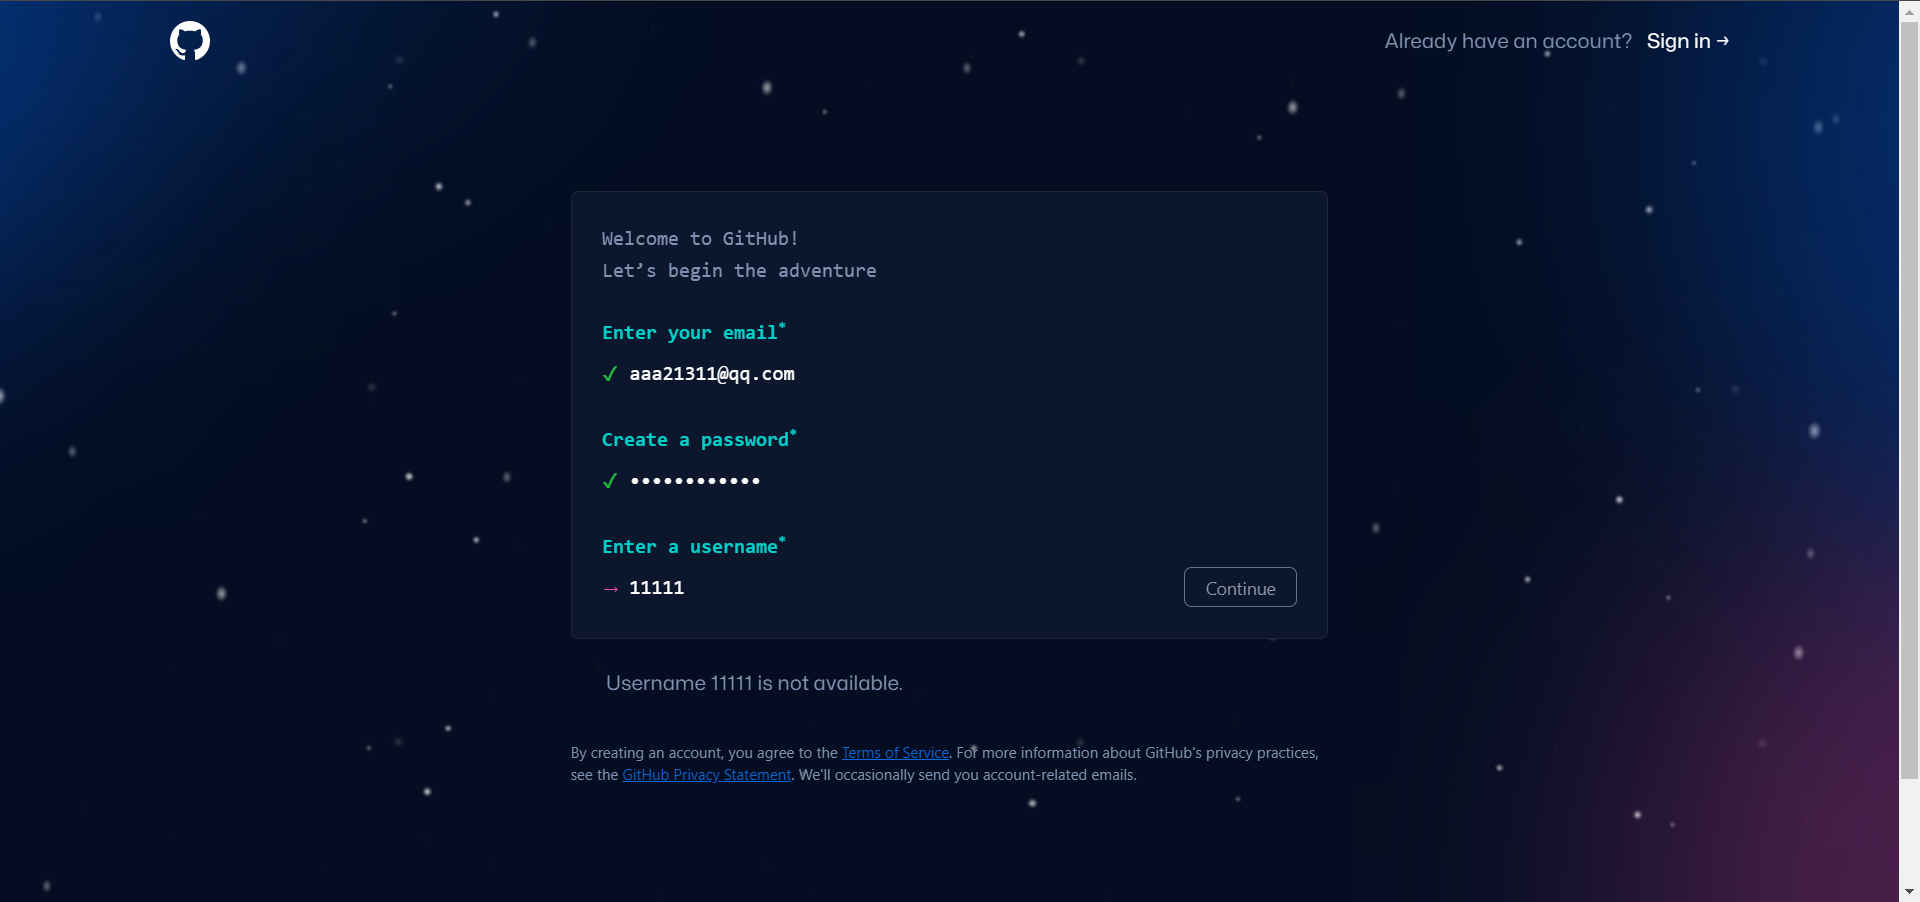 Already have an account? Sign in →
Welcome to GitHub!
Let’s begin the adventure
Enter your email*
✓ aaa21311@qq.com
Create a password*
✓ ••••••••••••
Enter a username*
→ 11111
Continue
Username 11111 is not available.
By creating an account, you agree to the Terms of Service. For more information about GitHub's privacy practices,
see the GitHub Privacy Statement. We'll occasionally send you account-related emails.